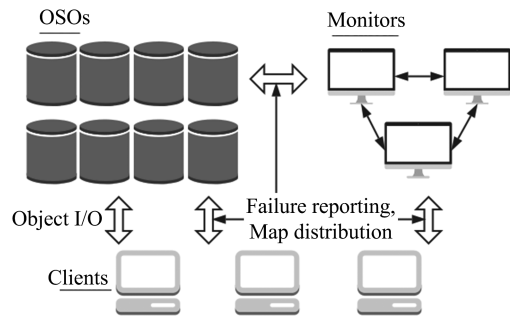 OSOs
Monitors
Object I/O
Failure reporting,
Map distribution
Clients